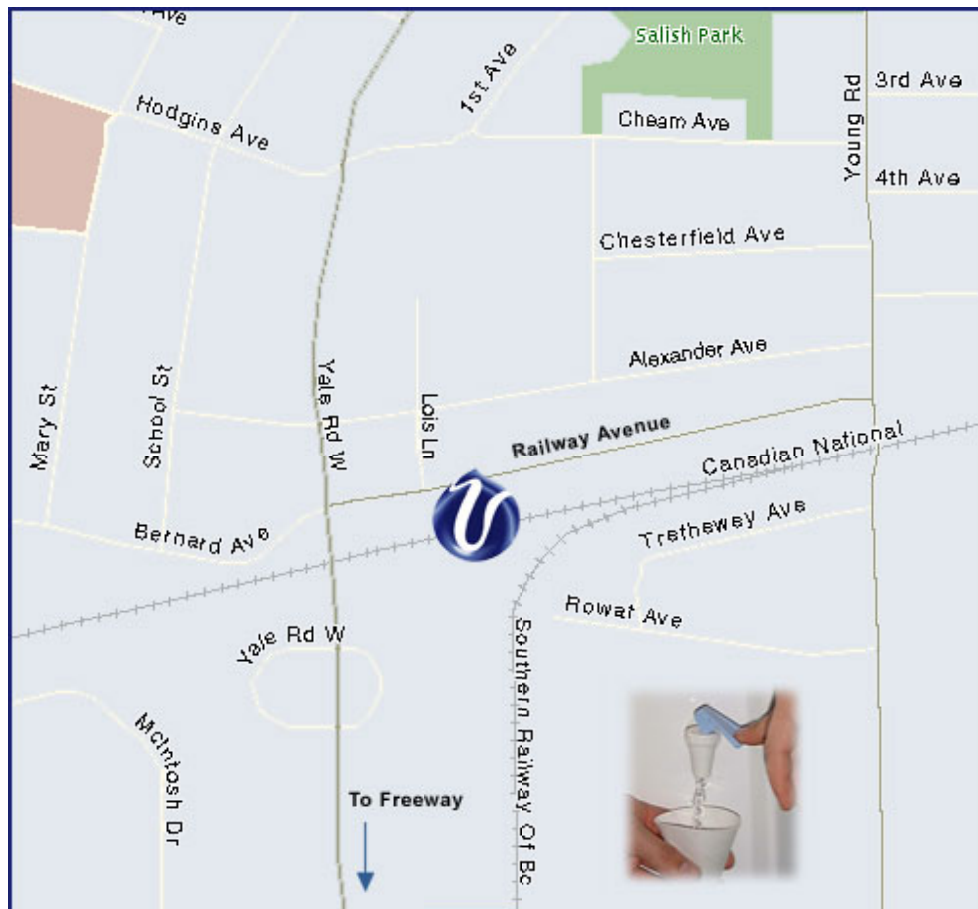 Ave
Salish Park
1st Ave
3rd Ave
Hodgins Ave
Cheam Ave
Young Rd
4th Ave
Chesterfield Ave
Alexander Ave
Yale Rd W
Lois Ln
Mary St
School St
Railway Avenue
Canadian National
Bernard Ave
Trethewey Ave
Rowat Ave
Yale Rd W
Southern Railway Of Bc
McIntosh Dr
To Freeway